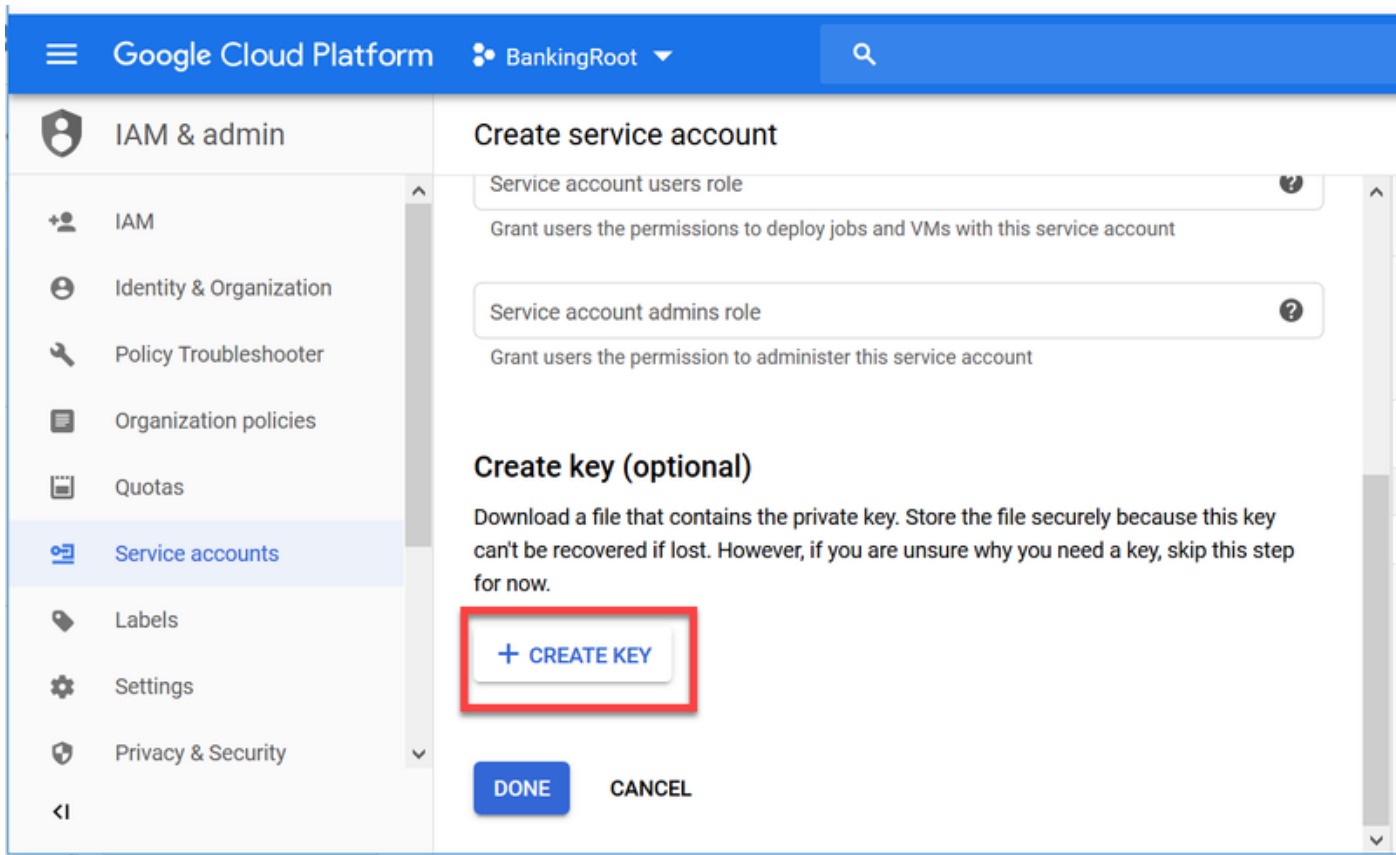 Google Cloud Platform
BankingRoot
IAM & admin
Create service account
IAM
Identity & Organization
Policy Troubleshooter
Organization policies
Quotas
Service accounts
Labels
Settings
Privacy & Security
Service account users role
Grant users the permissions to deploy jobs and VMs with this service account
Service account admins role
Grant users the permission to administer this service account
Create key (optional)
Download a file that contains the private key. Store the file securely because this key
can't be recovered if lost. However, if you are unsure why you need a key, skip this step
for now.
+ CREATE KEY
DONE
CANCEL